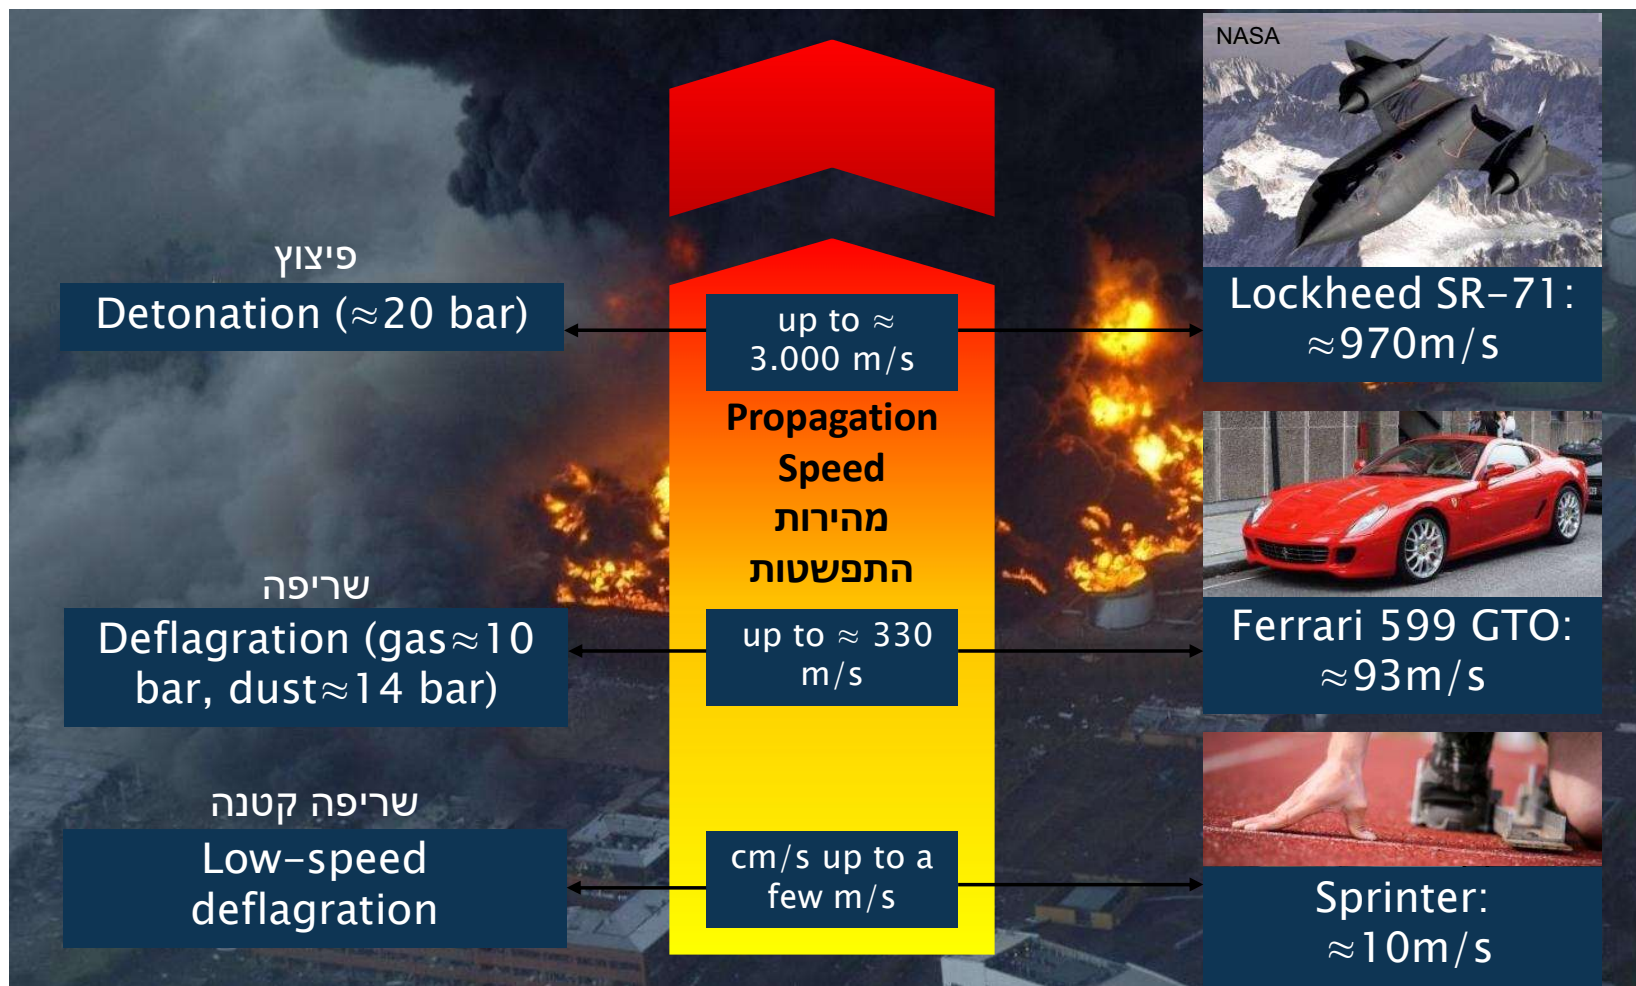 NASA
פיצוץ
Detonation (≈20 bar)
up to ≈
3.000 m/s
Lockheed SR-71:
≈970m/s
Propagation
Speed
מהירות
התפשטות
שריפה
Deflagration (gas≈10
bar, dust≈14 bar)
up to ≈ 330
m/s
Ferrari 599 GTO:
≈93m/s
שריפה קטנה
Low-speed
deflagration
cm/s up to a
few m/s
Sprinter:
≈10m/s